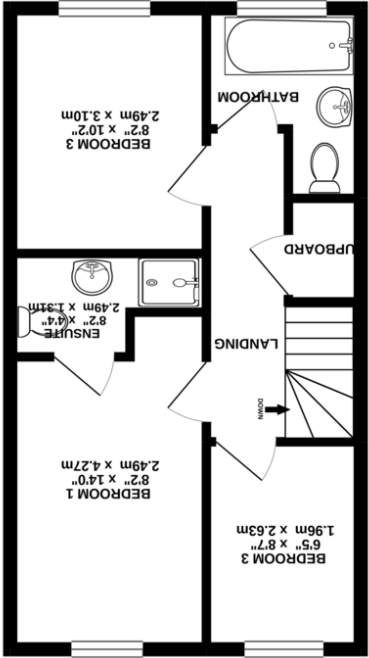 BATHROOM
BEDROOM 3
8'2" x 10'2"
2.49m x 3.10m
UPBOARD
ENSUITE
8'2" x 4'4"
2.49m x 1.31m
LANDING
DOWN
BEDROOM 1
8'2" x 14'0"
2.49m x 4.27m
BEDROOM 3
6'5" x 8'7"
1.96m x 2.63m